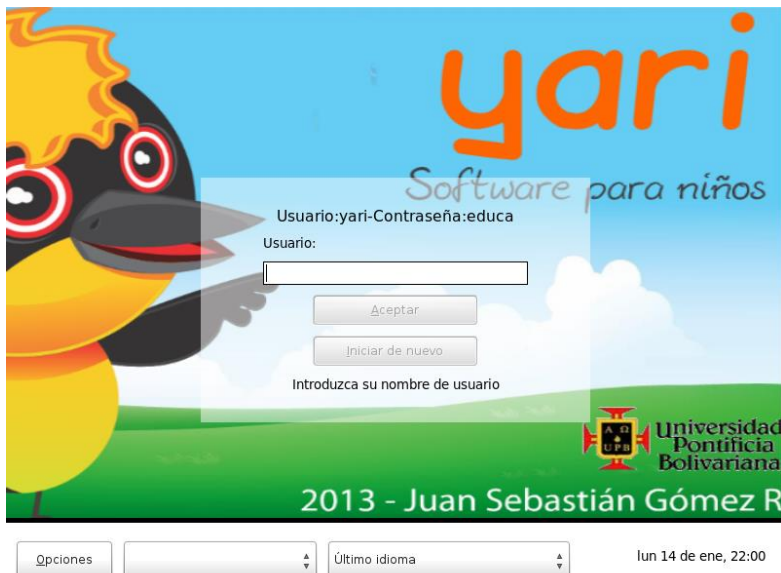 yari
Software para niños
Usuario:yari-Contraseña:educa
Usuario:
Aceptar
Iniciar de nuevo
Introduzca su nombre de usuario
Α Ω
UPB
Universidad
Pontificia
Bolivariana
2013 - Juan Sebastián Gómez R
Opciones
Último idioma
lun 14 de ene, 22:00